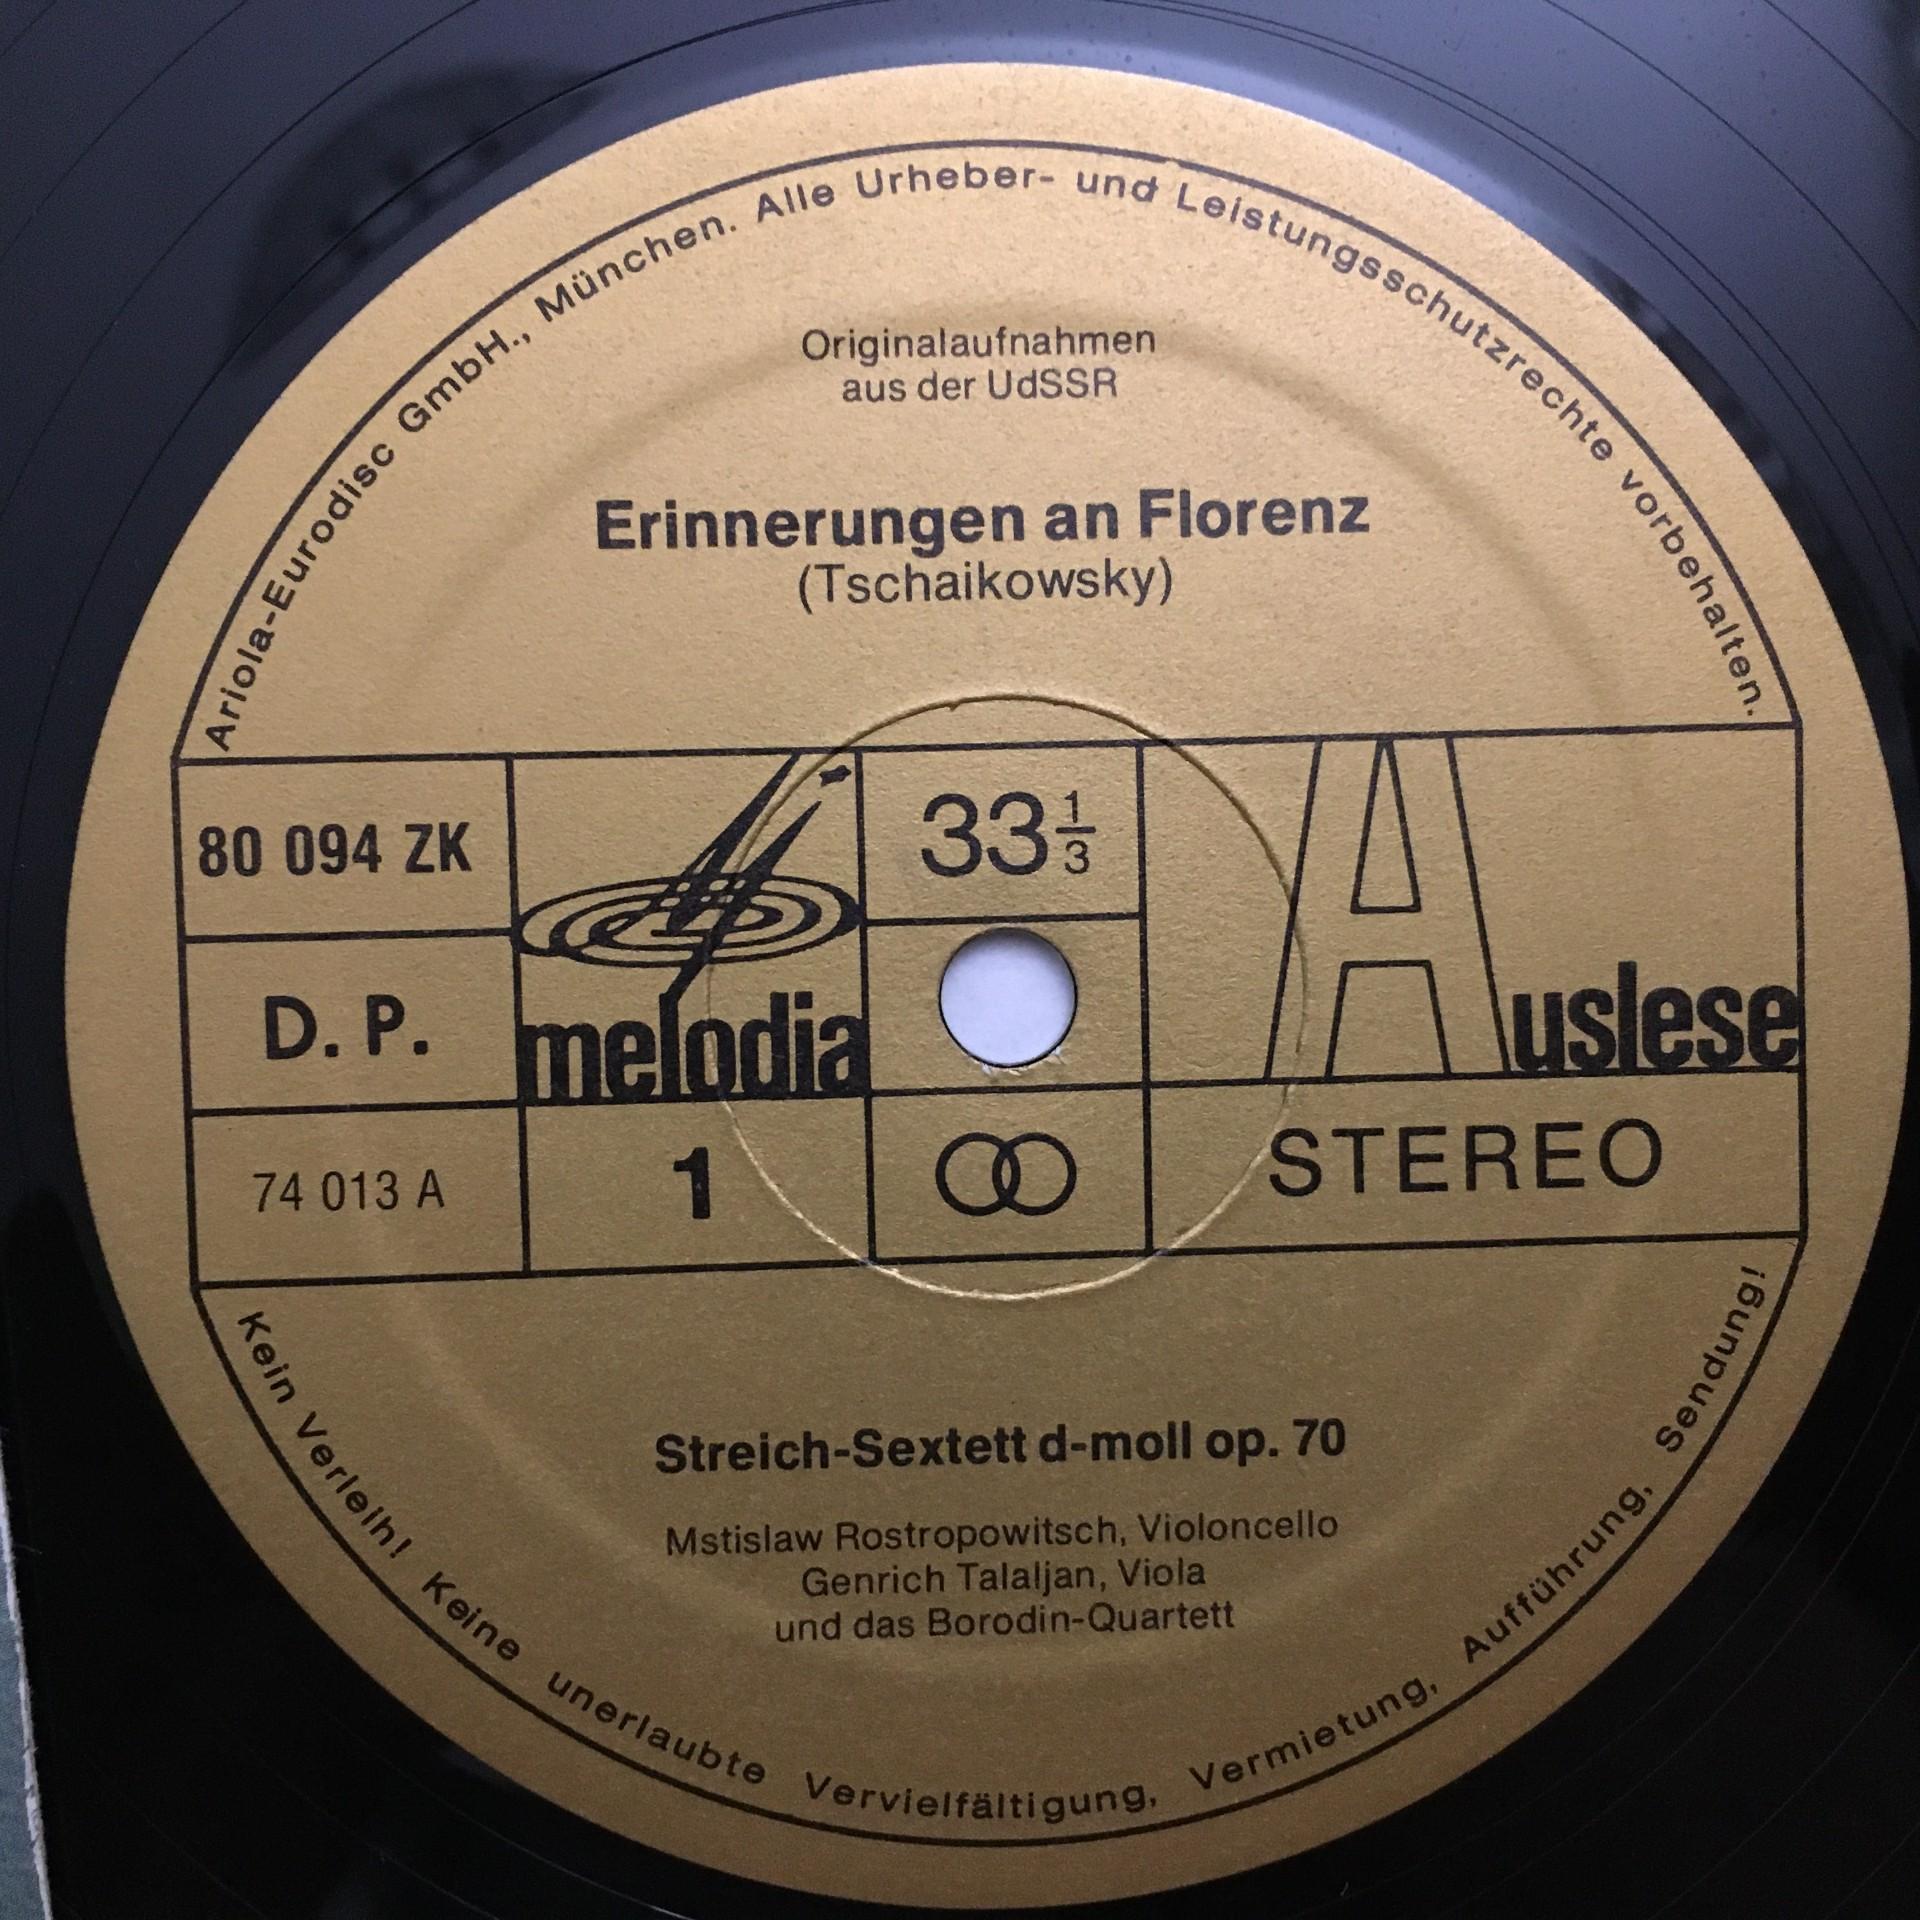 Ariola-Eurodisc GmbH., München. Alle Urheber- und Leistungsschutzrechte vorbehalten.
Originalaufnahmen
aus der UdSSR
Erinnerungen an Florenz
(Tschaikowsky)
80 094 ZK
D. P.
74 013 A
melodia
1
33 1/3
Auslese
STEREO
Streich-Sextett d-moll op. 70
Mstislaw Rostropowitsch, Violoncello
Genrich Talaljan, Viola
und das Borodin-Quartett
Kein Verleih! Keine unerlaubte Vervielfältigung, Vermietung, Aufführung, Sendung!